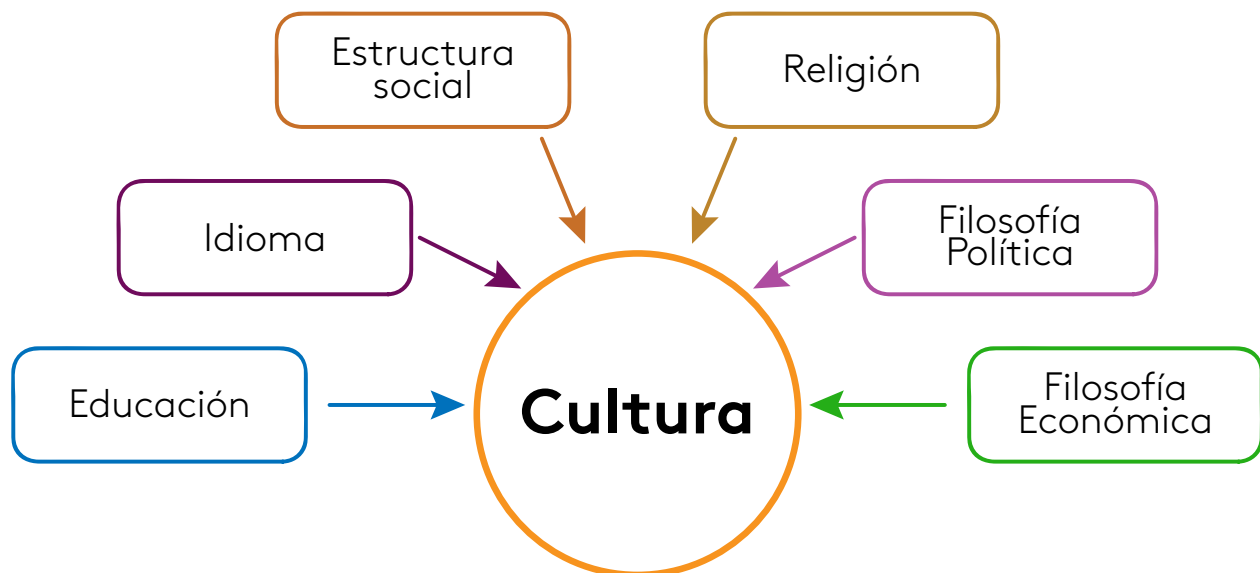 Estructura
social
Religión
Idioma
Filosofía
Política
Educación
Cultura
Filosofía
Económica